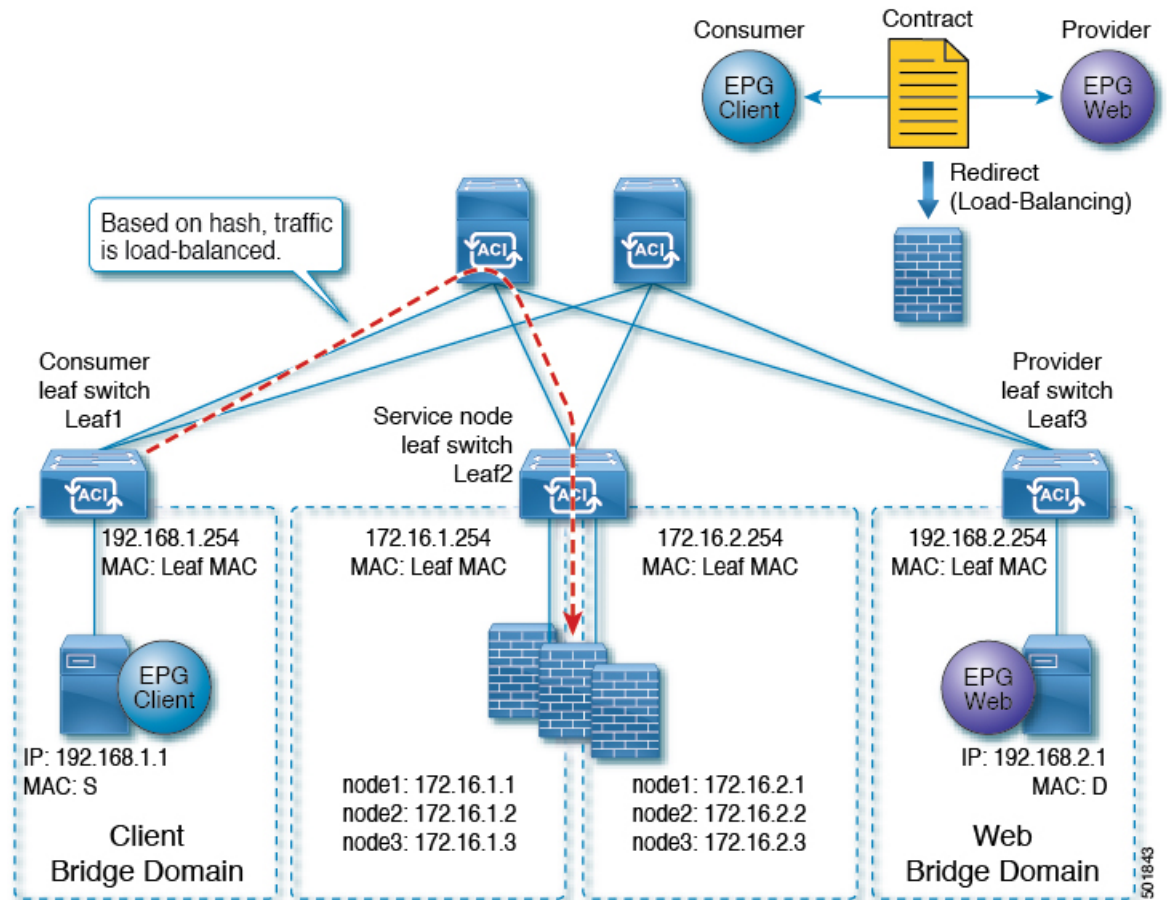 Contract
Consumer
Provider
EPG
Client
EPG
Web
Redirect
(Load-Balancing)
Based on hash, traffic
is load-balanced.
ACI
ACI
Consumer
leaf switch
Leaf1
Service node
leaf switch
Leaf2
Provider
leaf switch
Leaf3
ACI
ACI
ACI
192.168.1.254
MAC: Leaf MAC
172.16.1.254
MAC: Leaf MAC
172.16.2.254
MAC: Leaf MAC
192.168.2.254
MAC: Leaf MAC
EPG
Client
EPG
Web
IP: 192.168.1.1
MAC: S
node1: 172.16.1.1
node2: 172.16.1.2
node3: 172.16.1.3
node1: 172.16.2.1
node2: 172.16.2.2
node3: 172.16.2.3
IP: 192.168.2.1
MAC: D
Client
Bridge Domain
Web
Bridge Domain
501843